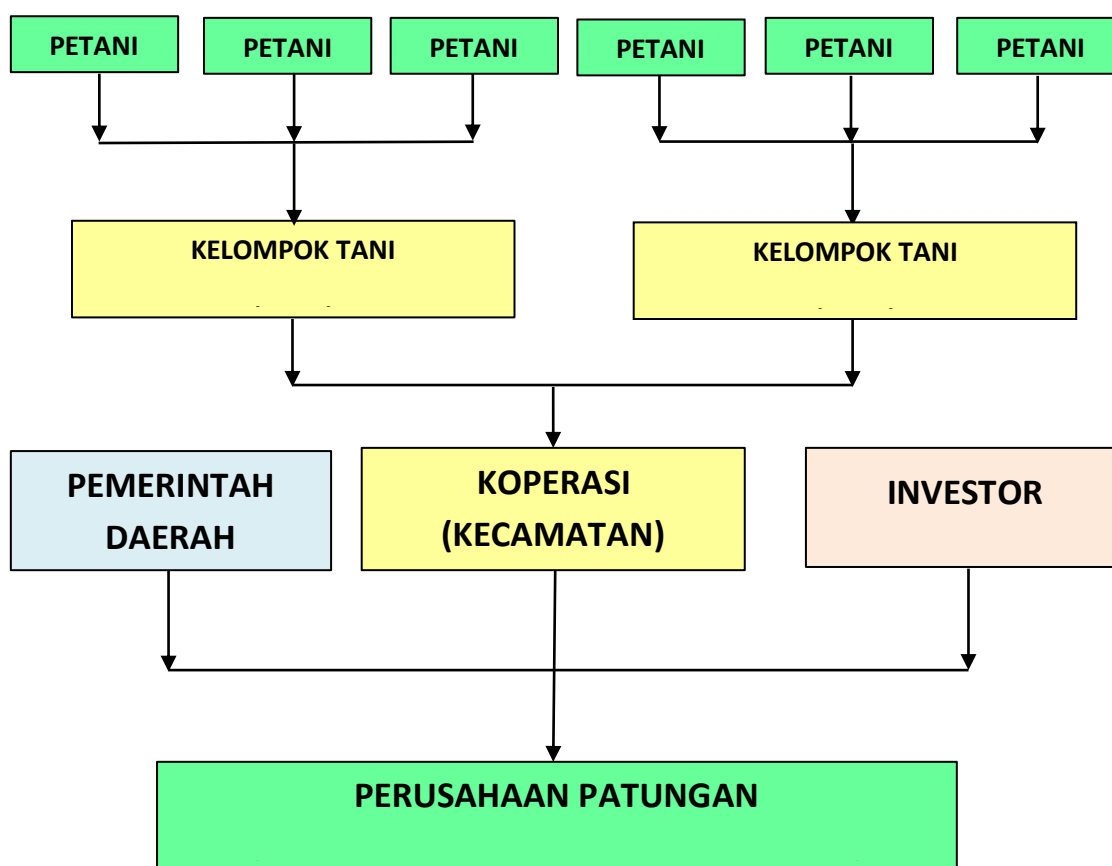 PETANI
PETANI
PETANI
PETANI
PETANI
PETANI
KELOMPOK TANI
KELOMPOK TANI
PEMERINTAH
DAERAH
KOPERASI
(KECAMATAN)
INVESTOR
PERUSAHAAN PATUNGAN